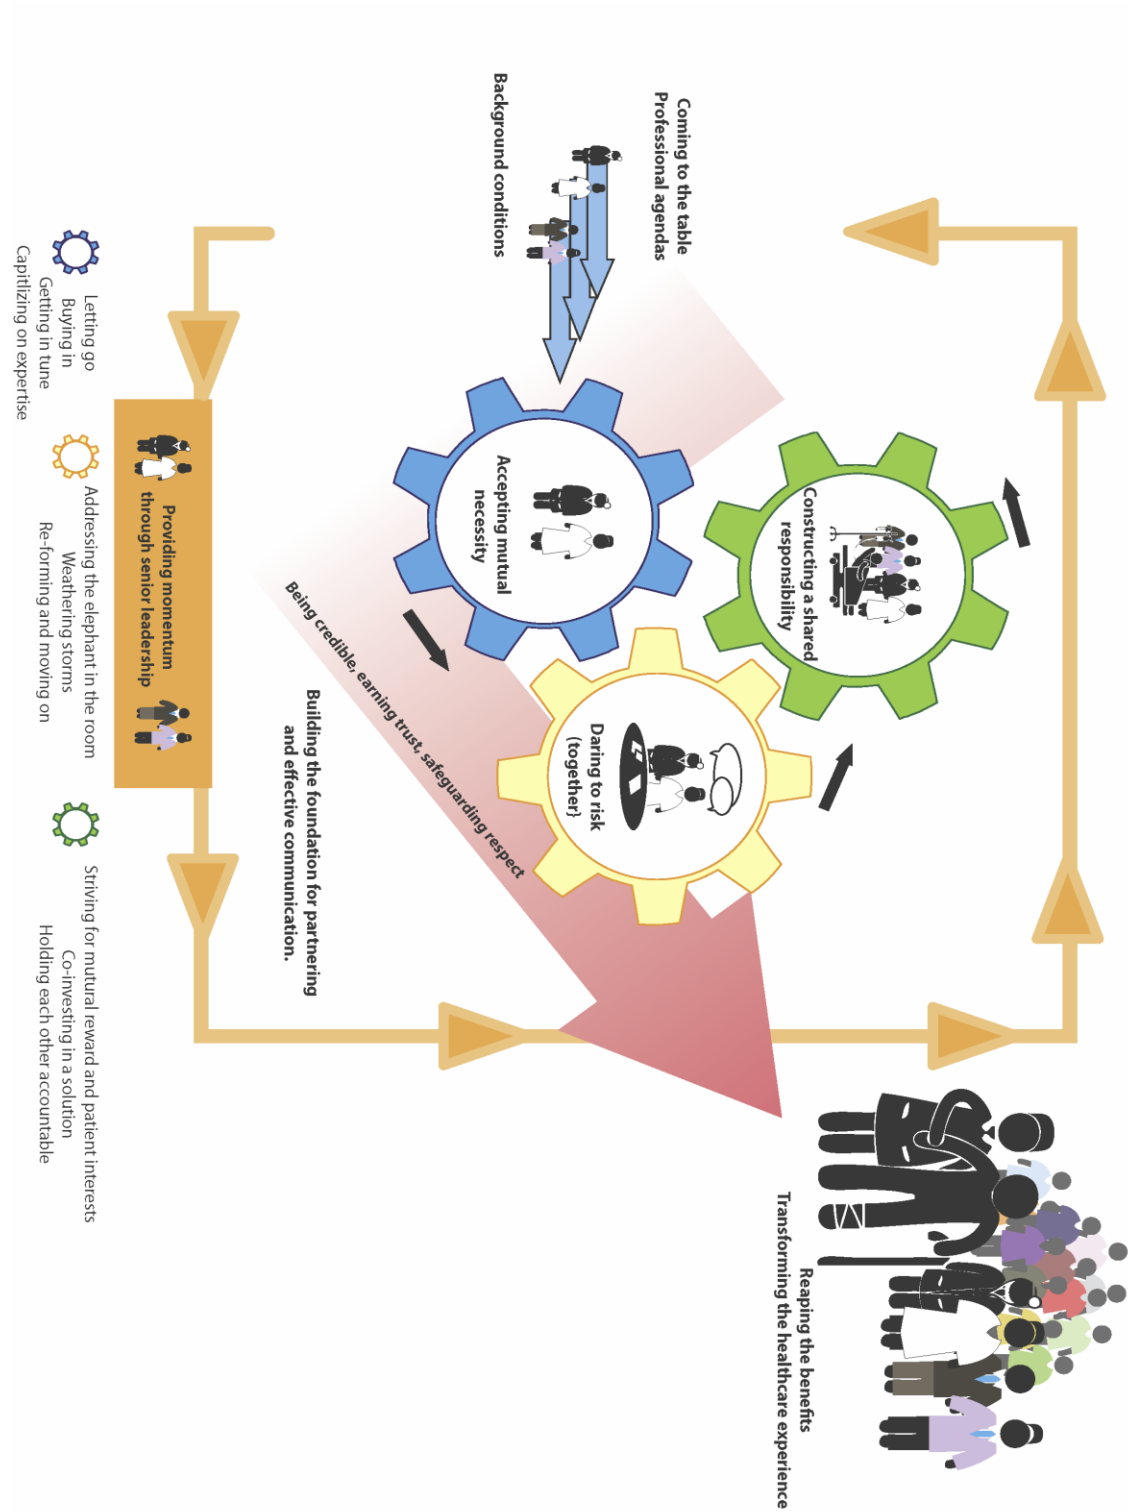 Coming to the table
Professional agendas
Background conditions
Constructing a shared
responsibility
Accepting mutual
necessity
Daring to risk
(together}
Being credible, earning trust, safeguarding respect
Building the foundation for partnering
and effective communication.
Reaping the benefits
Transforming the healthcare experience
Providing momentum
through senior leadership
Letting go
Buying in
Getting in tune
Capitlizing on expertise
Addressing the elephant in the room
Weathering storms
Re-forming and moving on
Striving for mutural reward and patient interests
Co-investing in a solution
Holding each other accountable